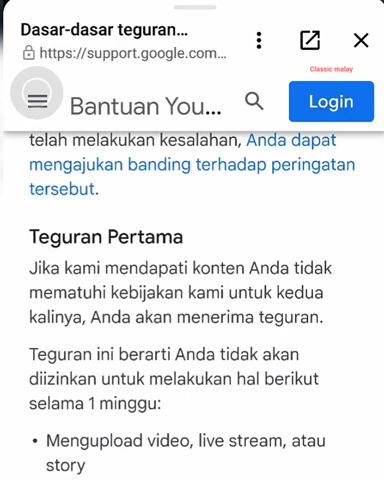 Dasar-dasar teguran...
https://support.google.com...
Classic malay
Bantuan You...
Login
telah melakukan kesalahan, Anda dapat
mengajukan banding terhadap peringatan
tersebut.
Teguran Pertama
Jika kami mendapati konten Anda tidak
mematuhi kebijakan kami untuk kedua
kalinya, Anda akan menerima teguran.
Teguran ini berarti Anda tidak akan
diizinkan untuk melakukan hal berikut
selama 1 minggu:
• Mengupload video, live stream, atau
story